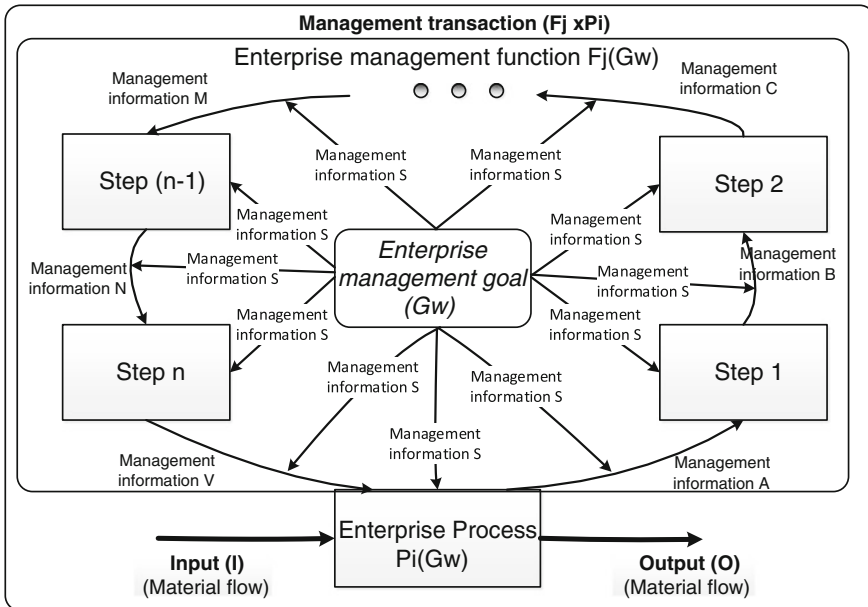 Management transaction (Fj xPi)
Enterprise management function Fj(Gw)
Management
information M
Management
information C
Management
information S
Management
information S
Step (n-1)
Step 2
Management
information S
Management
information S
Enterprise
management goal
(Gw)
Management
information N
Management
information S
Management
information S
Management
information B
Management
information S
Management
information S
Step n
Step 1
Management
information S
Management
information S
Management
information S
Management
information V
Management
information A
Enterprise Process
Pi(Gw)
Input (I)
(Material flow)
Output (O)
(Material flow)